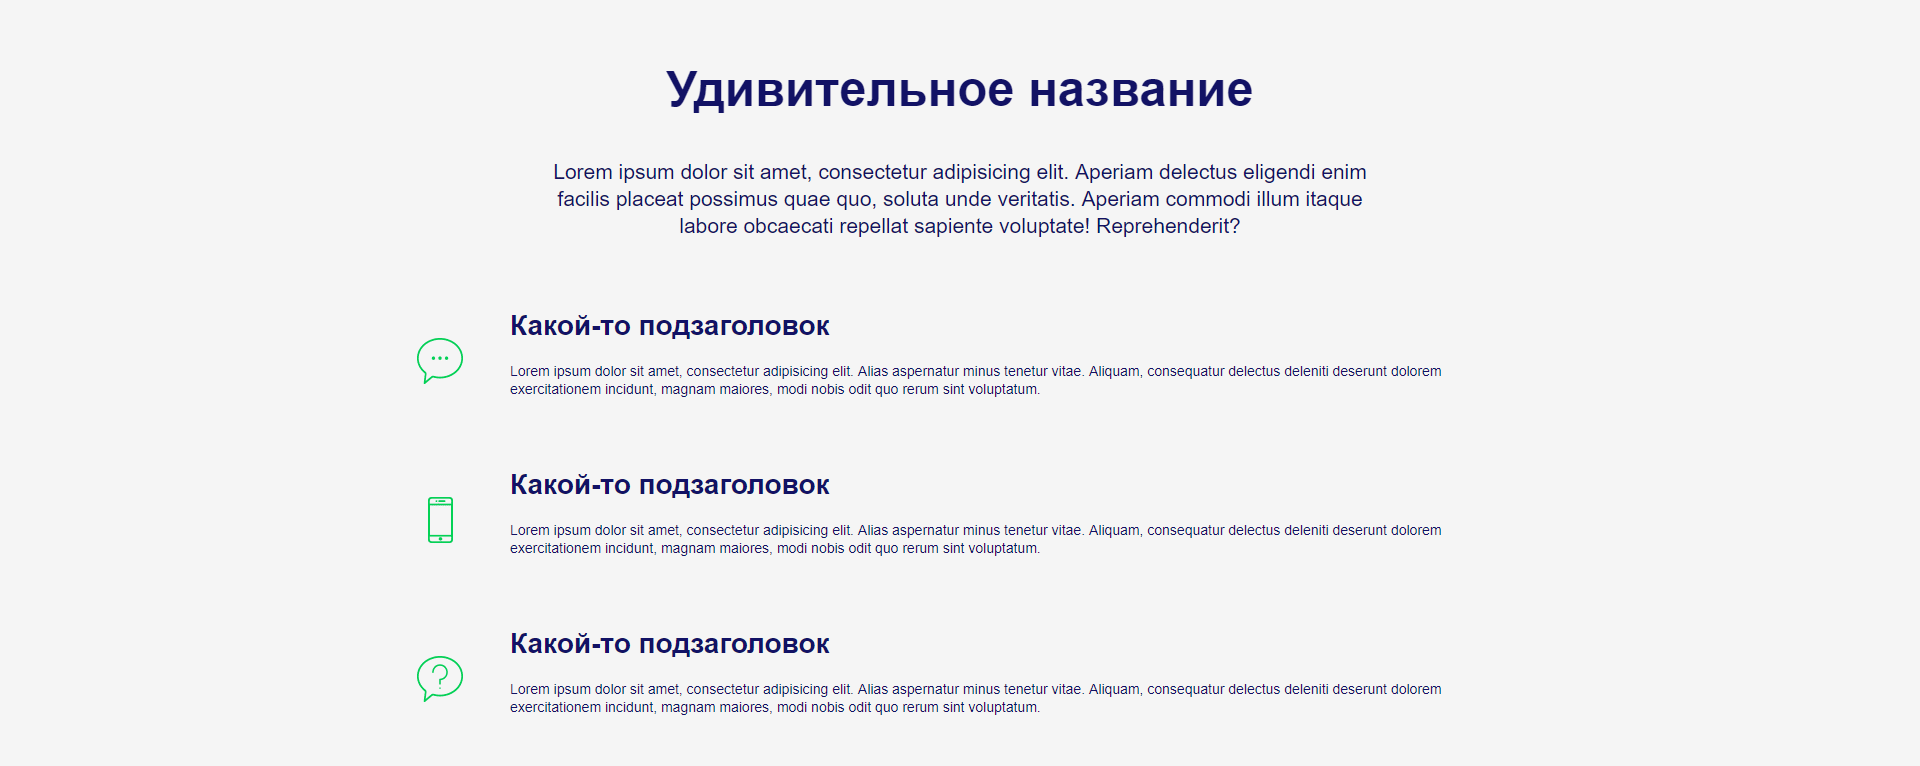 Удивительное название
Lorem ipsum dolor sit amet, consectetur adipisicing elit. Aperiam delectus eligendi enim
facilis placeat possimus quae quo, soluta unde veritatis. Aperiam commodi illum itaque
labore obcaecati repellat sapiente voluptate! Reprehenderit?
Какой-то подзаголовок
Lorem ipsum dolor sit amet, consectetur adipisicing elit. Alias aspernatur minus tenetur vitae. Aliquam, consequatur delectus deleniti deserunt dolorem
exercitationem incidunt, magnam maiores, modi nobis odit quo rerum sint voluptatum.
Какой-то подзаголовок
Lorem ipsum dolor sit amet, consectetur adipisicing elit. Alias aspernatur minus tenetur vitae. Aliquam, consequatur delectus deleniti deserunt dolorem
exercitationem incidunt, magnam maiores, modi nobis odit quo rerum sint voluptatum.
Какой-то подзаголовок
Lorem ipsum dolor sit amet, consectetur adipisicing elit. Alias aspernatur minus tenetur vitae. Aliquam, consequatur delectus deleniti deserunt dolorem
exercitationem incidunt, magnam maiores, modi nobis odit quo rerum sint voluptatum.